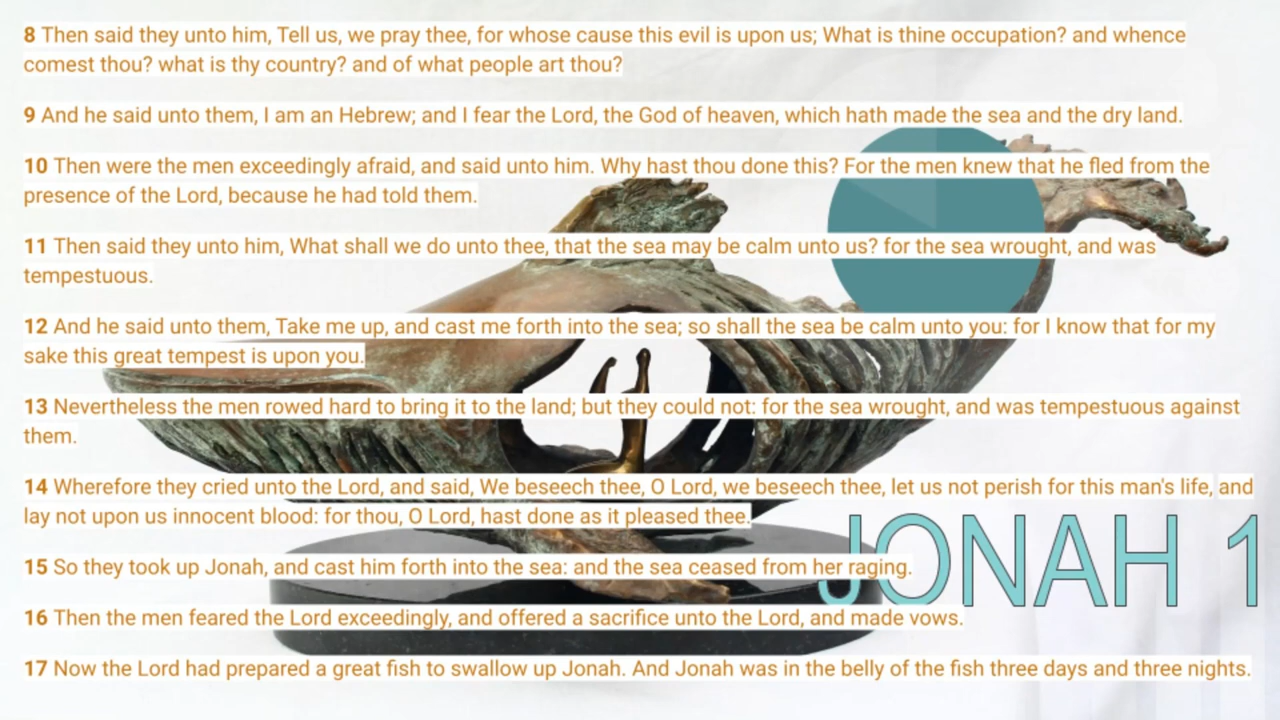 8 Then said they unto him, Tell us, we pray thee, for whose cause this evil is upon us; What is thine occupation? and whence
comest thou? what is thy country? and of what people art thou?
9 And he said unto them, I am an Hebrew; and I fear the Lord, the God of heaven, which hath made the sea and the dry land.
10 Then were the men exceedingly afraid, and said unto him. Why hast thou done this? For the men knew that he fled from the
presence of the Lord, because he had told them.
11 Then said they unto him, What shall we do unto thee, that the sea may be calm unto us? for the sea wrought, and was
tempestuous.
12 And he said unto them, Take me up, and cast me forth into the sea; so shall the sea be calm unto you: for I know that for my
sake this great tempest is upon you.
13 Nevertheless the men rowed hard to bring it to the land; but they could not: for the sea wrought, and was tempestuous against
them.
14 Wherefore they cried unto the Lord, and said, We beseech thee, O Lord, we beseech thee, let us not perish for this man's life, and
lay not upon us innocent blood: for thou, O Lord, hast done as it pleased thee.
15 So they took up Jonah, and cast him forth into the sea: and the sea ceased from her raging.
16 Then the men feared the Lord exceedingly, and offered a sacrifice unto the Lord, and made vows.
17 Now the Lord had prepared a great fish to swallow up Jonah. And Jonah was in the belly of the fish three days and three nights.
JONAH 1